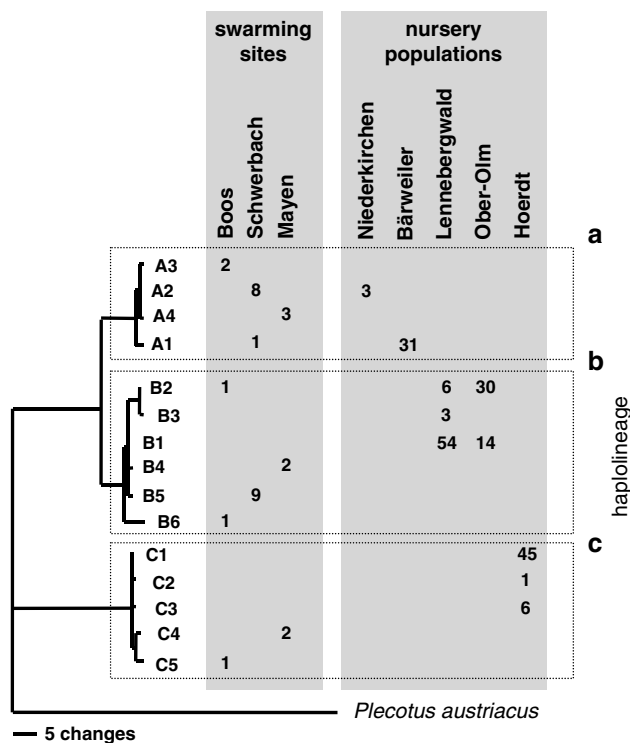 swarming sites
nursery populations
Boos
Schwerbach
Mayen
Niederkirchen
Bärweiler
Lennebergwald
Ober-Olm
Hoerdt
a
A3 2
A2 8 3
A4 3
A1 1 31
b
B2 1 6 30
B3 3
B1 54 14
B4 2
B5 9
B6 1
haplolineage
c
C1 45
C2 1
C3 6
C4 2
C5 1
Plecotus austriacus
5 changes